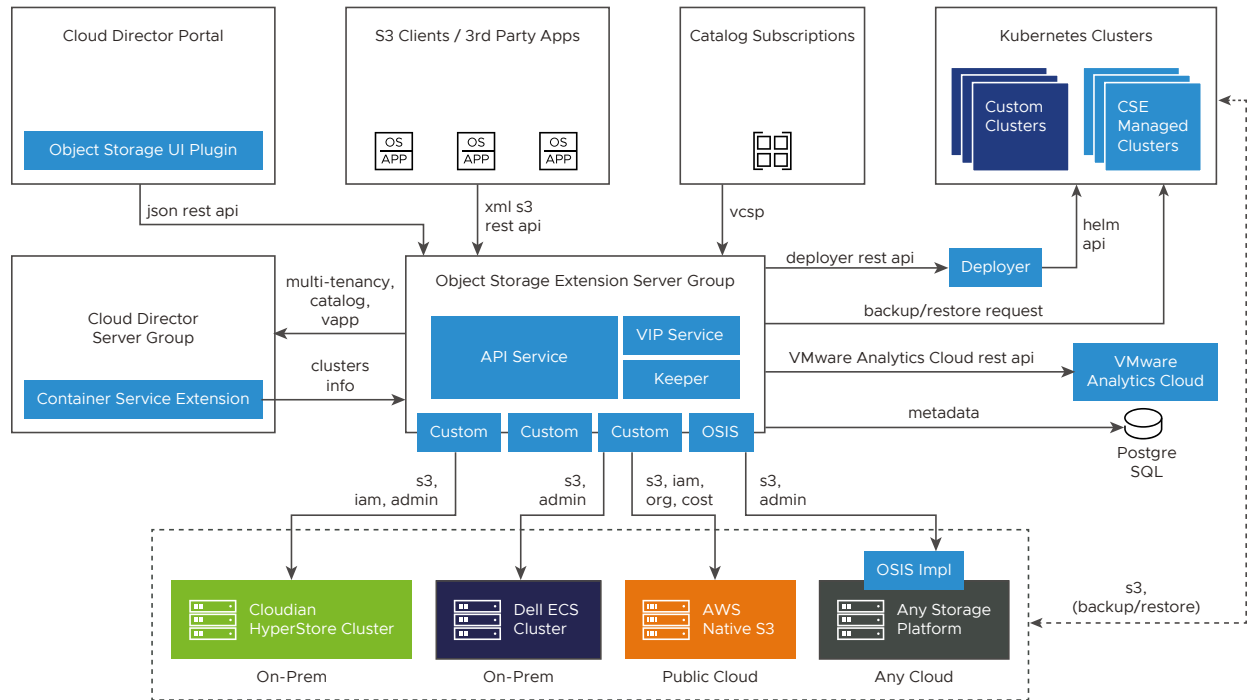 Cloud Director Portal
Object Storage UI Plugin
S3 Clients / 3rd Party Apps
OS
APP
OS
APP
OS
APP
Catalog Subscriptions
Kubernetes Clusters
Custom
Clusters
CSE
Managed
Clusters
json rest api
xml s3
rest api
vcsp
helm
api
deployer rest api
Deployer
Cloud Director
Server Group
Container Service Extension
multi-tenancy,
catalog,
vapp
clusters
info
Object Storage Extension Server Group
API Service
VIP Service
Keeper
Custom
Custom
Custom
OSIS
backup/restore request
VMware Analytics Cloud rest api
VMware
Analytics Cloud
metadata
Postgre
SQL
s3,
iam, admin
s3,
admin
s3, iam,
org, cost
s3,
admin
OSIS Impl
Cloudian
HyperStore Cluster
Dell ECS
Cluster
AWS
Native S3
Any Storage
Platform
On-Prem
On-Prem
Public Cloud
Any Cloud
s3,
(backup/restore)